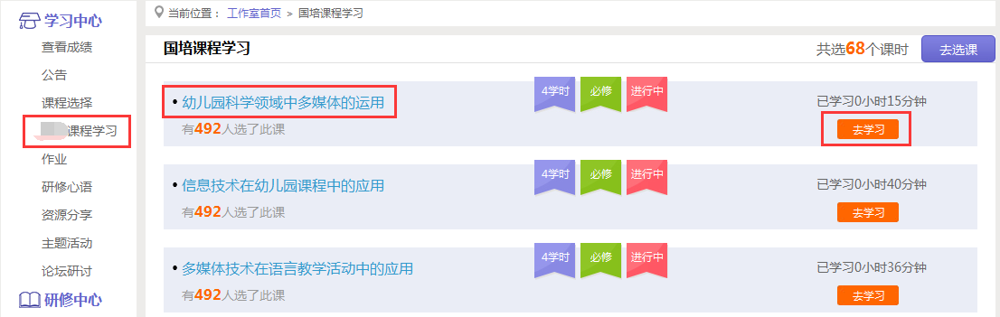 学习中心
查看成绩
公告
课程选择
课程学习
作业
研修心语
资源分享
主题活动
论坛研讨
研修中心
当前位置： 工作室首页 > 国培课程学习
国培课程学习
共选68个课时
去选课
• 幼儿园科学领域中多媒体的运用
有492人选了此课
4学时
必修
进行中
已学习0小时15分钟
去学习
• 信息技术在幼儿园课程中的应用
有492人选了此课
4学时
必修
进行中
已学习0小时40分钟
去学习
• 多媒体技术在语言教学活动中的应用
有492人选了此课
4学时
必修
进行中
已学习0小时36分钟
去学习